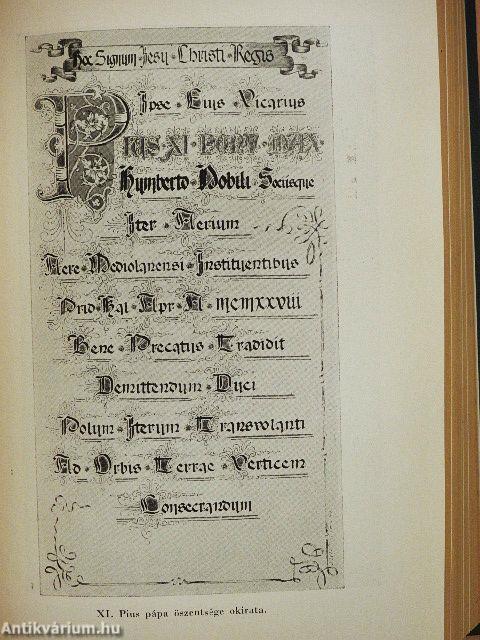 Hoc Signum Jesu Christi Regis
Ipse Eius Vicarius
PIUS XI PONT MAX
Humberto Nobili Sociisque
Iter Aerium
Aere Mediolanensi Instituentibus
Prid Kal Apr A MCMXXVIII
Bene Precatus Tradidit
Demittendum Duci
Polum Iterum Transvolanti
Ad Orbis Terrae Verticem
Consecrandum
XI. Pius pápa őszentsége okirata.
Antikvárium.hu